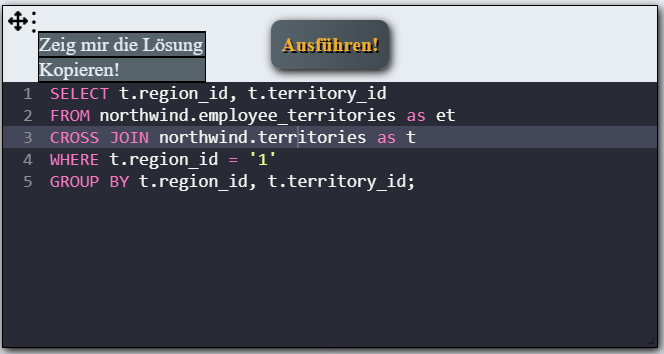 Zeig mir die Lösung
Kopieren!
Ausführen!
1 SELECT t.region_id, t.territory_id
2 FROM northwind.employee_territories as et
3 CROSS JOIN northwind.territories as t
4 WHERE t.region_id = '1'
5 GROUP BY t.region_id, t.territory_id;